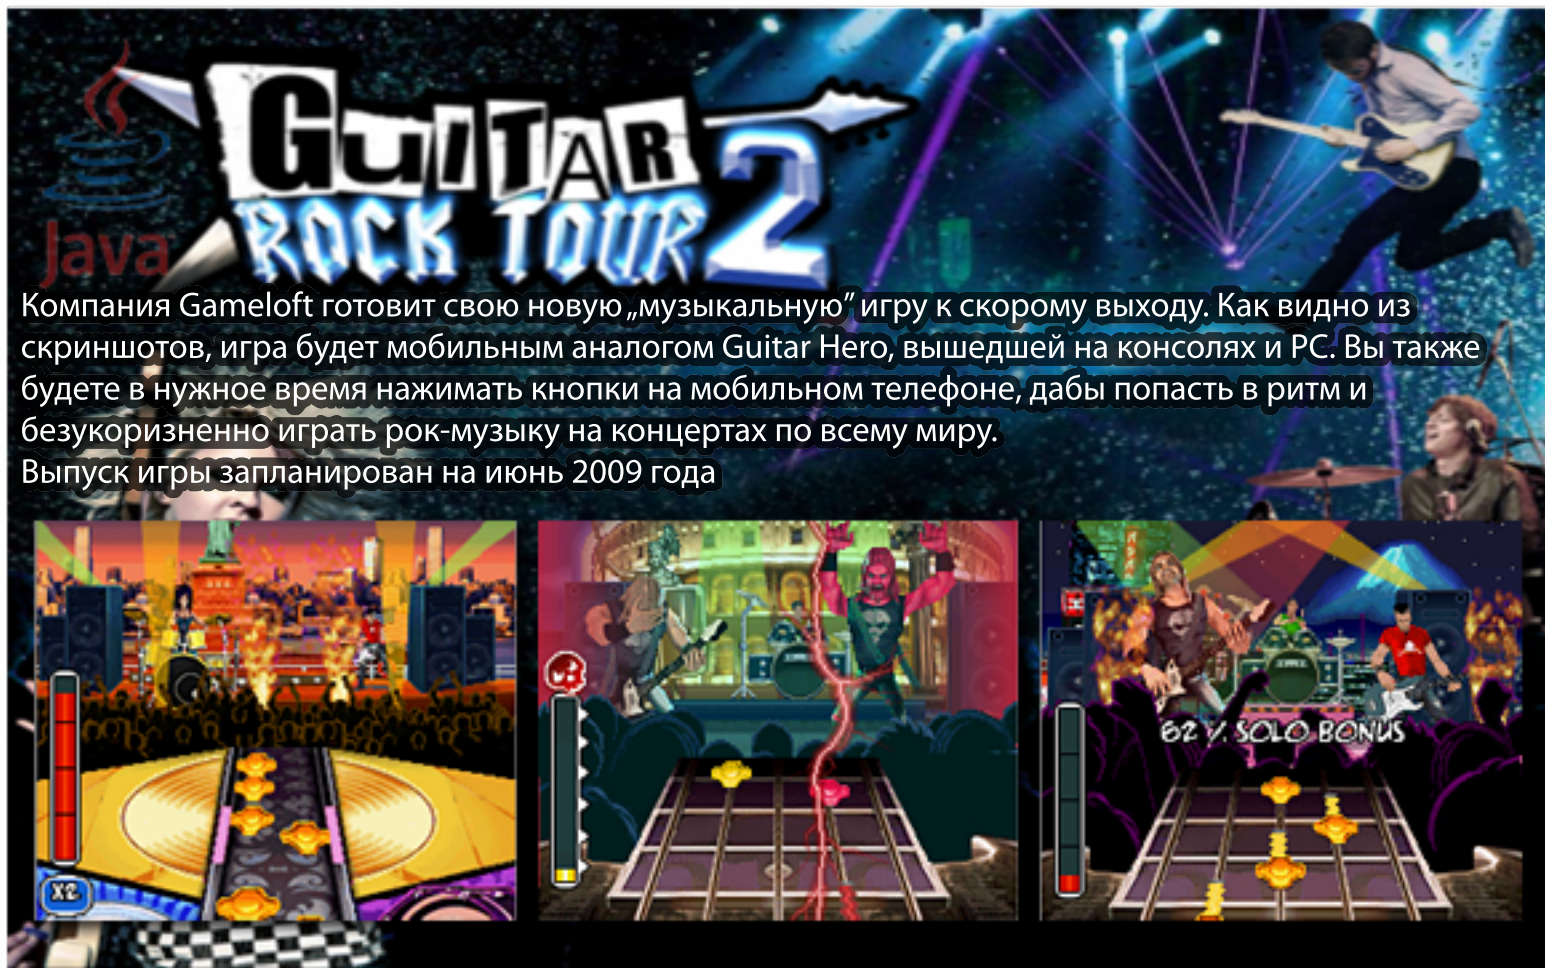 Java
GUITAR
ROCK TOUR 2
Компания Gameloft готовит свою новую „музыкальную” игру к скорому выходу. Как видно из
скриншотов, игра будет мобильным аналогом Guitar Hero, вышедшей на консолях и PC. Вы также
будете в нужное время нажимать кнопки на мобильном телефоне, дабы попасть в ритм и
безукоризненно играть рок-музыку на концертах по всему миру.
Выпуск игры запланирован на июнь 2009 года
X2
62 % SOLO BONUS